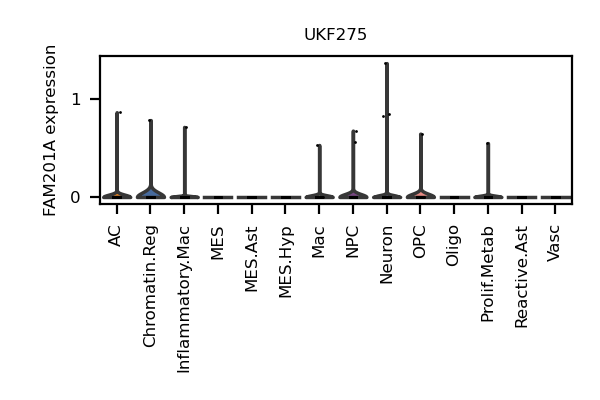 UKF275
FAM201A expression
1
0
AC
Chromatin.Reg
Inflammatory.Mac
MES
MES.Ast
MES.Hyp
Mac
NPC
Neuron
OPC
Oligo
Prolif.Metab
Reactive.Ast
Vasc